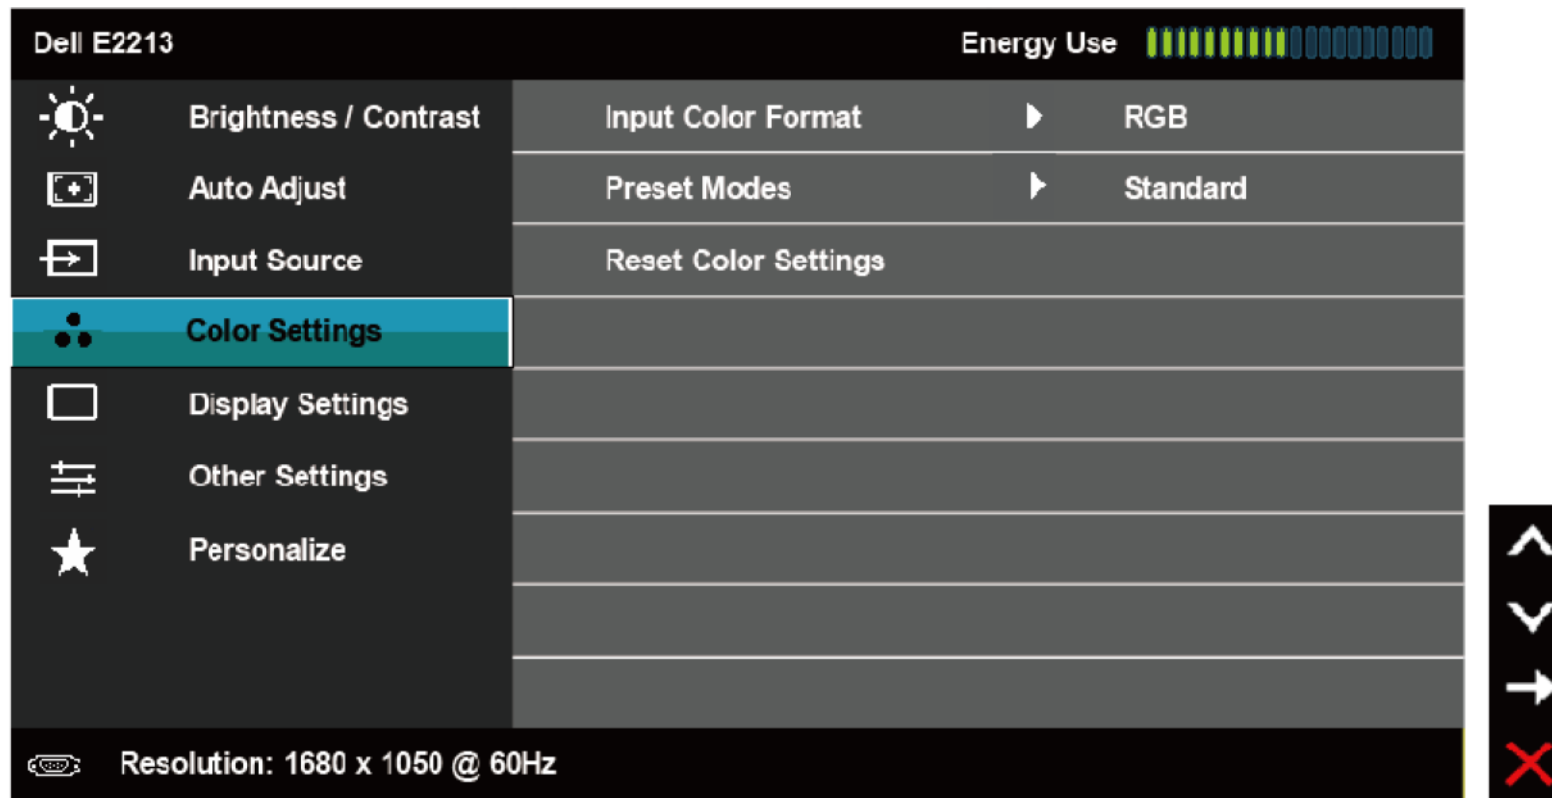 Dell E2213 Energy Use
Brightness / Contrast Input Color Format RGB
Auto Adjust Preset Modes Standard
Input Source Reset Color Settings
Color Settings
Display Settings
Other Settings
Personalize
Resolution: 1680 x 1050 @ 60Hz